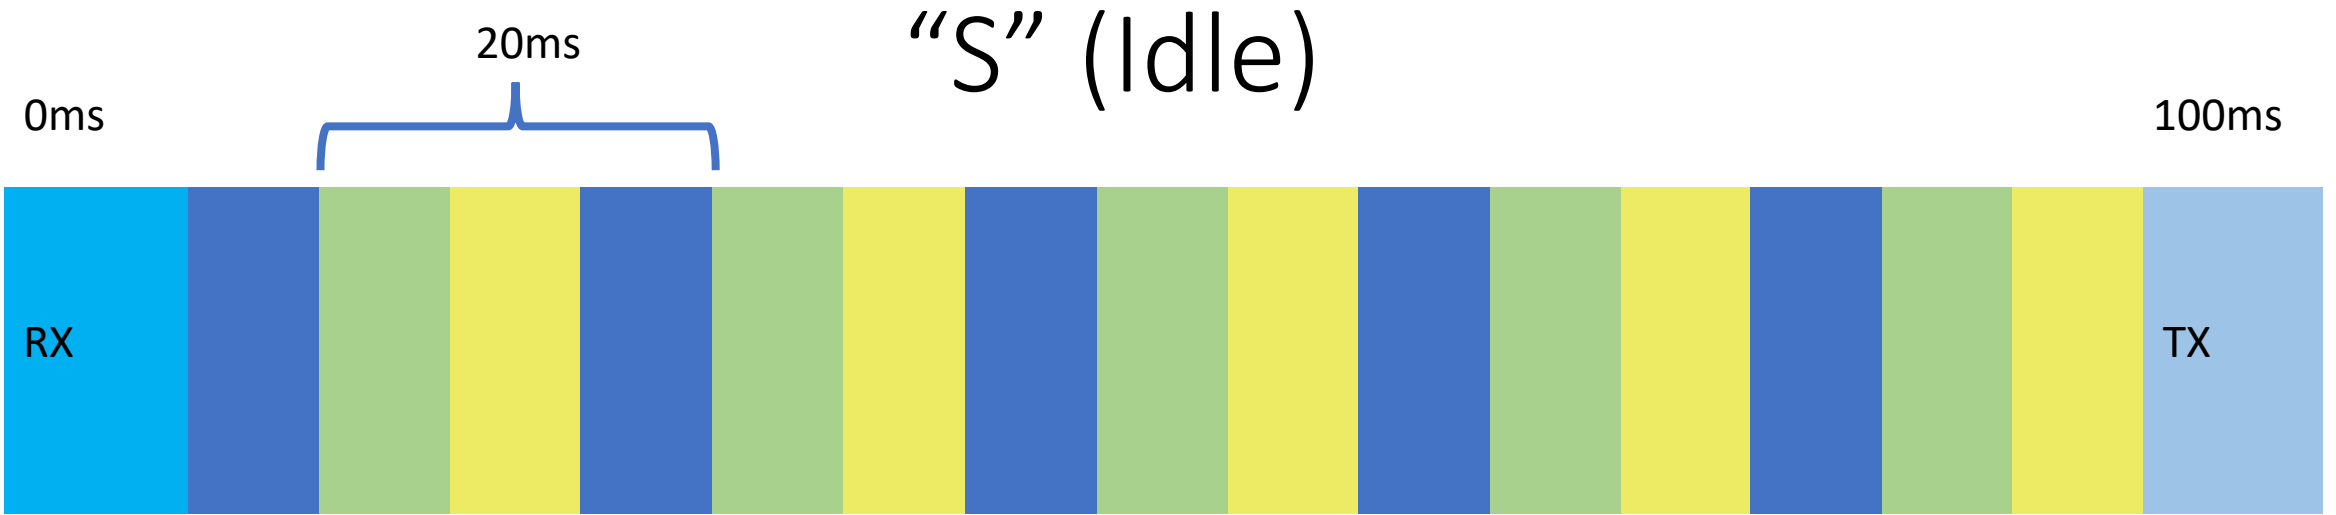 “S” (Idle)
20ms
0ms
100ms
RX
TX